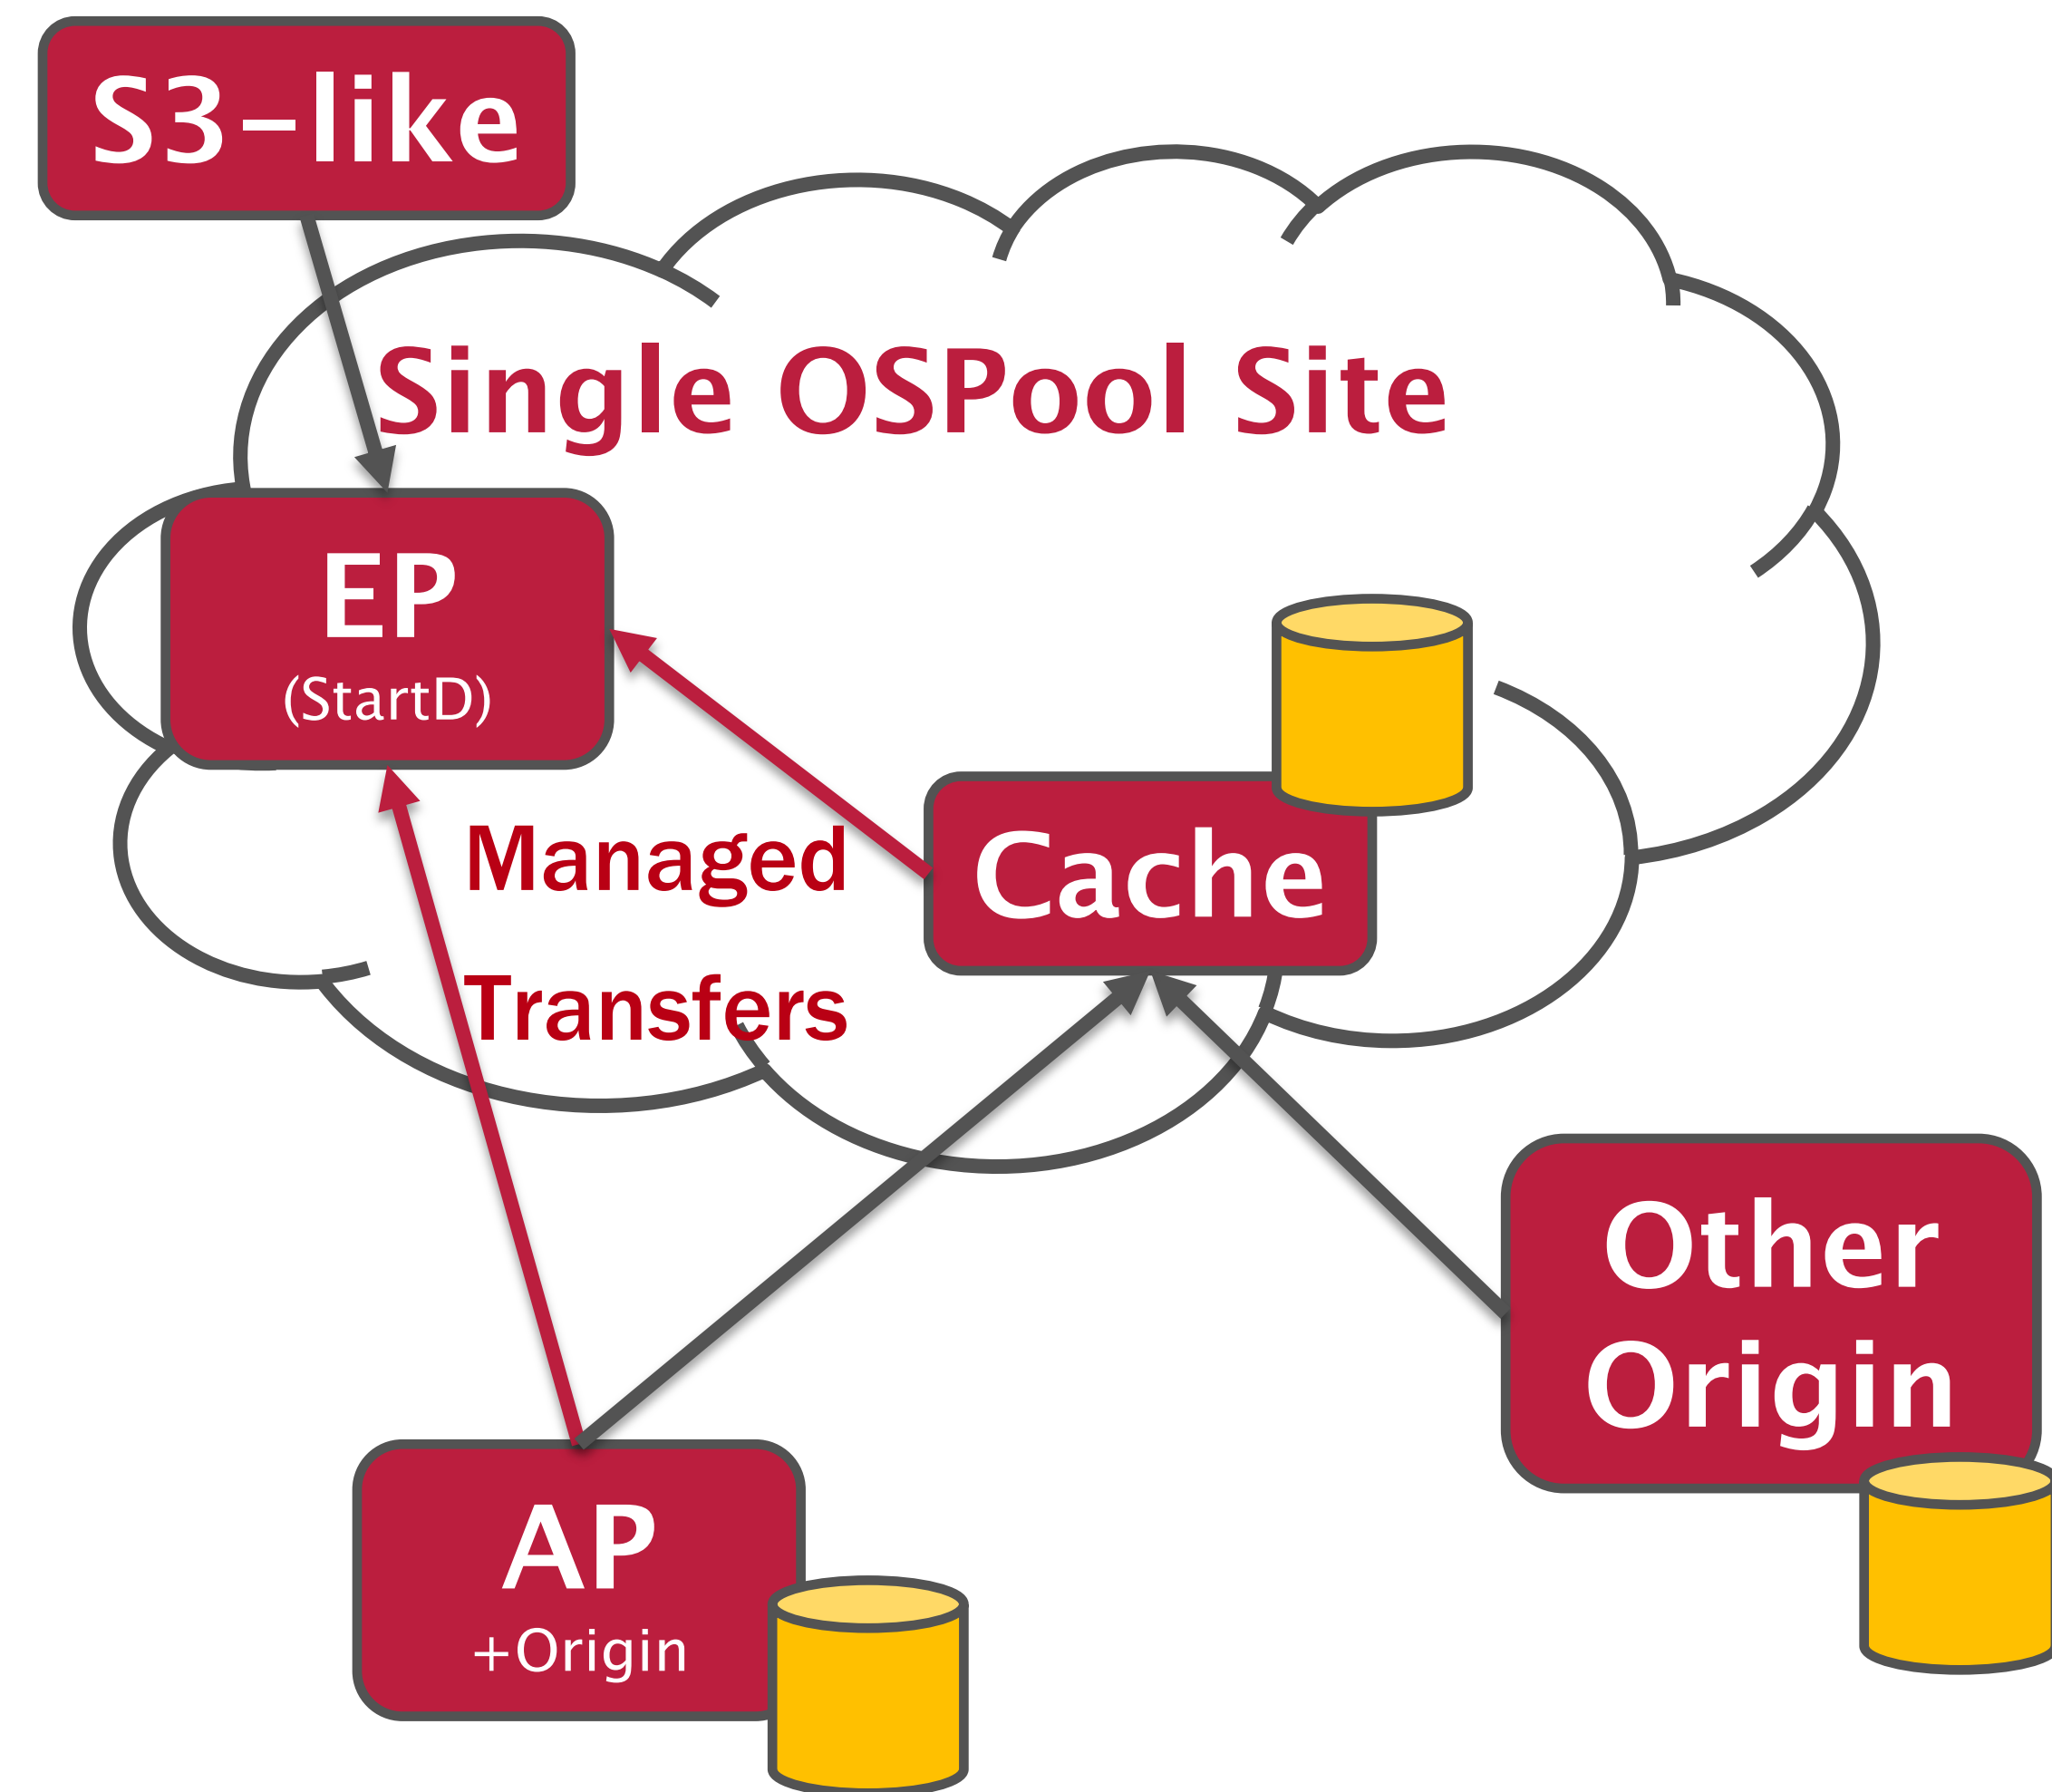 S3-like
Single OSPool Site
EP
(StartD)
Managed
Transfers
Cache
Other
Origin
AP
+Origin